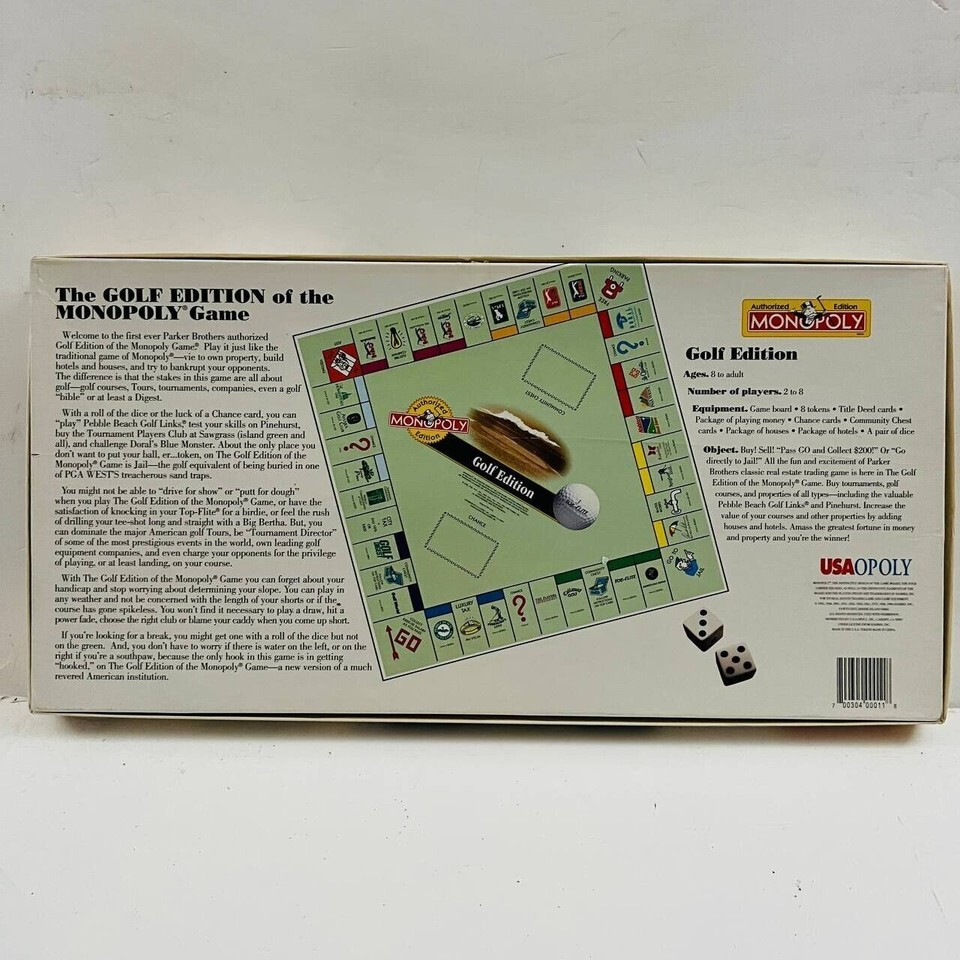 The GOLF EDITION of the
MONOPOLY® Game
Welcome to the first ever Parker Brothers authorized
Golf Edition of the Monopoly Game.® Play it just like the
traditional game of Monopoly®—vie to own property, build
hotels and houses, and try to bankrupt your opponents.
The difference is that the stakes in this game are all about
golf—golf courses, Tours, tournaments, companies, even a golf
"bible" or at least a Digest.
With a roll of the dice or the luck of a Chance card, you can
"play" Pebble Beach Golf Links,® test your skills on Pinehurst,
buy the Tournament Players Club at Sawgrass (island green and
all), and challenge Doral's Blue Monster. About the only place you
don't want to put your ball, er...token, on The Golf Edition of the
Monopoly® Game is Jail—the golf equivalent of being buried in one
of PGA WEST'S treacherous sand traps.
You might not be able to "drive for show" or "putt for dough"
when you play The Golf Edition of the Monopoly® Game, or have the
satisfaction of knocking in your Top-Flite® for a birdie, or feel the rush
of drilling your tee-shot long and straight with a Big Bertha. But, you
can dominate the major American golf Tours, be "Tournament Director"
of some of the most prestigious events in the world, own leading golf
equipment companies, and even charge your opponents for the privilege
of playing, or at least landing, on your course.
With The Golf Edition of the Monopoly® Game you can forget about your
handicap and stop worrying about determining your slope. You can play in
any weather and not be concerned with the length of your shorts or if the
course has gone spikeless. You won't find it necessary to play a draw, hit a
power fade, choose the right club or blame your caddy when you come up short.
If you're looking for a break, you might get one with a roll of the dice but not
on the green. And, you don't have to worry if there is water on the left, or on the
right if you're a southpaw, because the only hook in this game is in getting
"hooked," on The Golf Edition of the Monopoly® Game—a new version of a much
revered American institution.
FREE
PARKING
COMMUNITY CHEST
Authorized
MONOPOLY
Edition
Golf Edition
CHANCE
GO TO
JAIL
LUXURY
TAX
TOP-FLITE
GO
Authorized Edition
MONOPOLY
Golf Edition
Ages. 8 to adult
Number of players. 2 to 8
Equipment. Game board • 8 tokens • Title Deed cards •
Package of playing money • Chance cards • Community Chest
cards • Package of houses • Package of hotels • A pair of dice
Object. Buy! Sell! "Pass GO and Collect $200!" Or "Go
directly to Jail!" All the fun and excitement of Parker
Brothers classic real estate trading game is here in The Golf
Edition of the Monopoly® Game. Buy tournaments, golf
courses, and properties of all types—including the valuable
Pebble Beach Golf Links® and Pinehurst. Increase the
value of your courses and other properties by adding
houses and hotels. Amass the greatest fortune in money
and property and you're the winner!
USAOPOLY
7 00304 00011 8